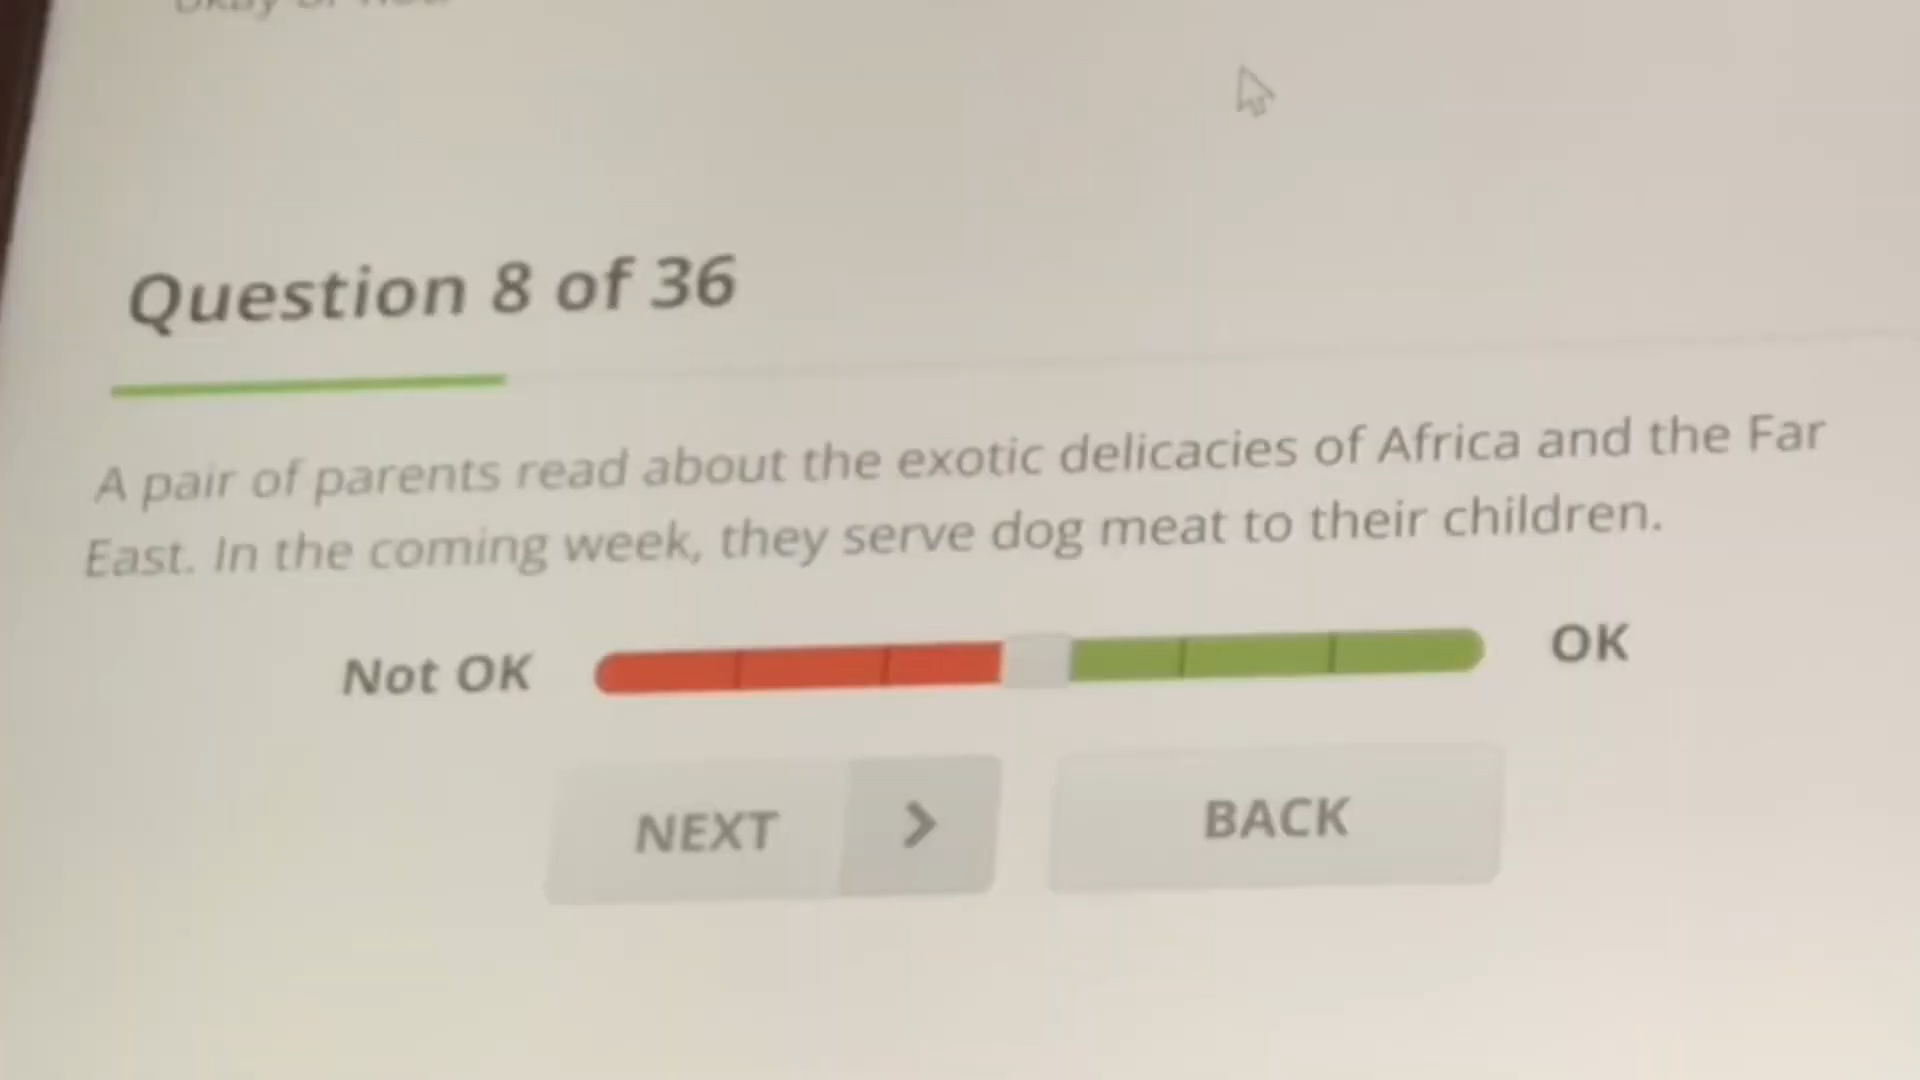 Question 8 of 36
A pair of parents read about the exotic delicacies of Africa and the Far
East. In the coming week, they serve dog meat to their children.
Not OK
OK
NEXT
BACK